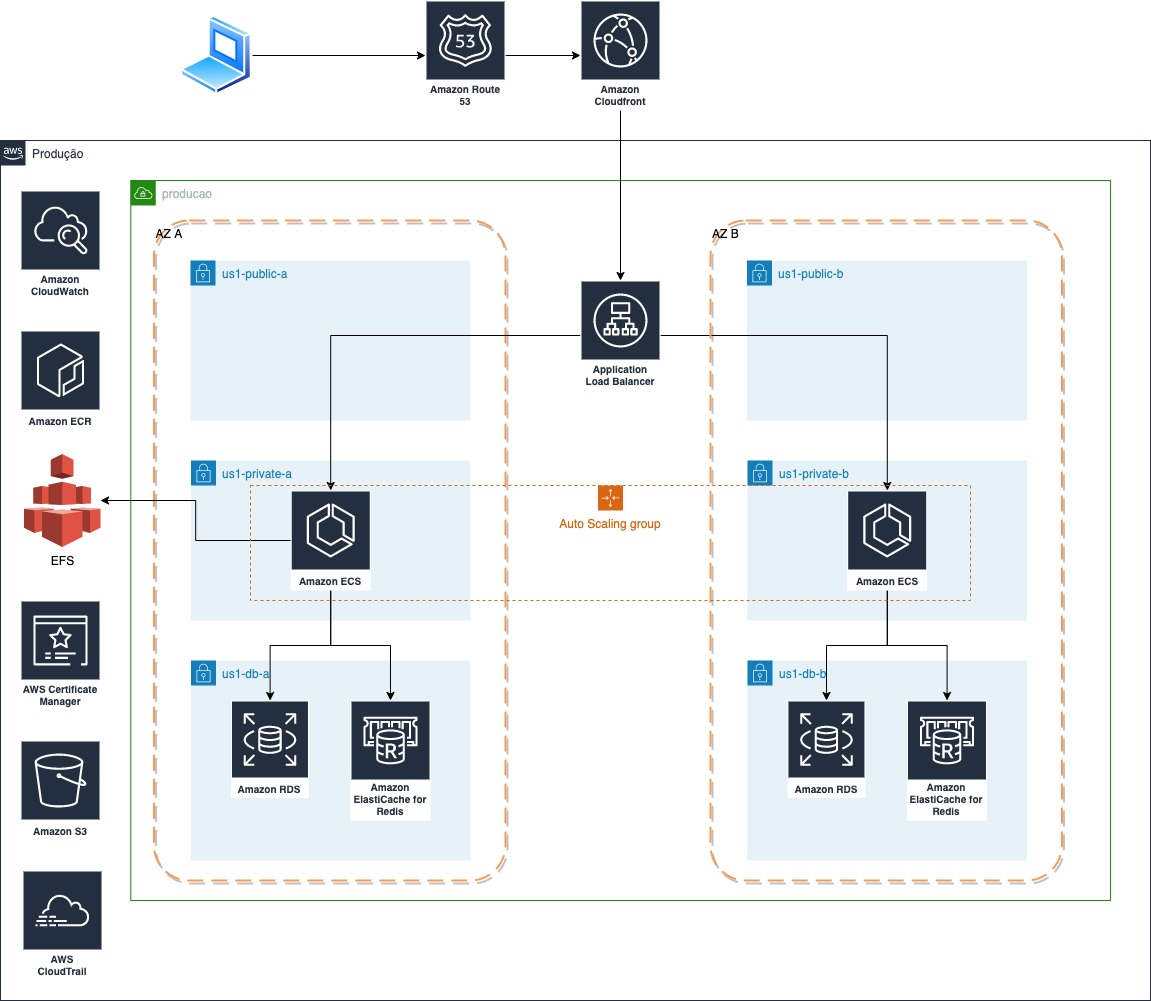 53
Amazon Route
53
Amazon
Cloudfront
aws
Produção
producao
AZ A
AZ B
us1-public-a
us1-public-b
Amazon
CloudWatch
Application
Load Balancer
Amazon ECR
us1-private-a
us1-private-b
Auto Scaling group
EFS
Amazon ECS
Amazon ECS
us1-db-a
us1-db-b
AWS Certificate
Manager
R
R
Amazon RDS
Amazon
ElastiCache for
Redis
Amazon RDS
Amazon
ElastiCache for
Redis
Amazon S3
AWS
CloudTrail